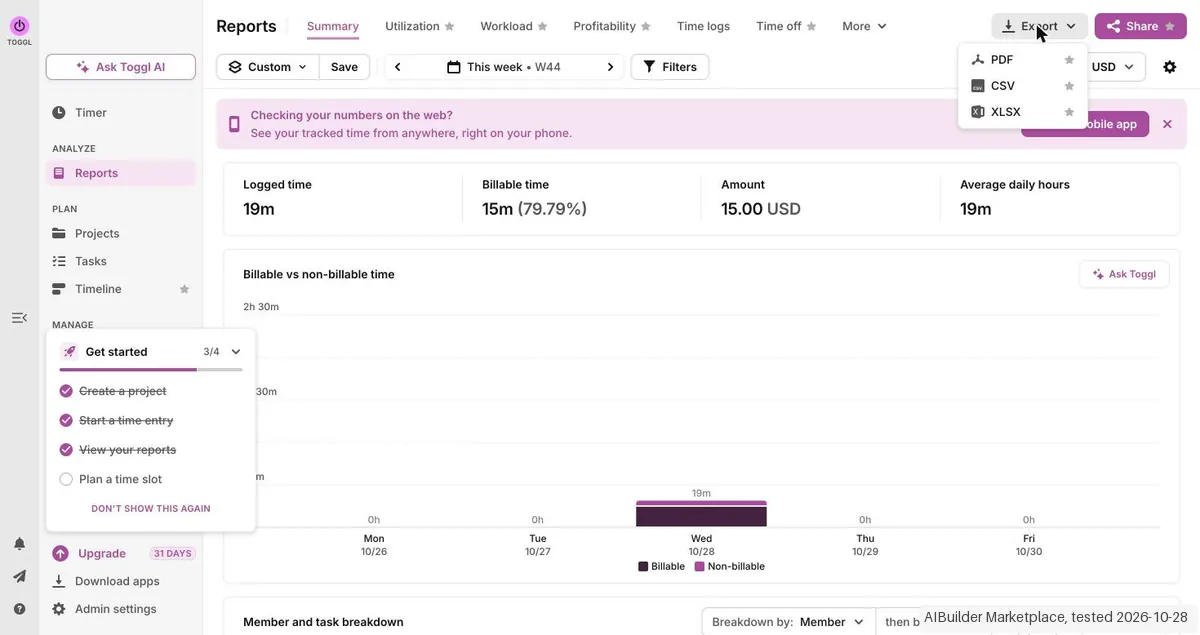 TOGGL
Reports
Summary
Utilization
Workload
Profitability
Time logs
Time off
More
Export
Share
Ask Toggl AI
Custom
Save
This week • W44
Filters
USD
PDF
CSV
XLSX
Timer
ANALYZE
Reports
PLAN
Projects
Tasks
Timeline
MANAGE
Checking your numbers on the web?
See your tracked time from anywhere, right on your phone.
app
Logged time
19m
Billable time
15m (79.79%)
Amount
15.00 USD
Average daily hours
19m
Billable vs non-billable time
Ask Toggl
2h 30m
30m
m
19m
0h
0h
0h
0h
Mon
Tue
Wed
Thu
Fri
10/26
10/27
10/28
10/29
10/30
Billable
Non-billable
Get started
3/4
Create a project
Start a time entry
View your reports
Plan a time slot
DON'T SHOW THIS AGAIN
Upgrade
31 DAYS
Download apps
Admin settings
Member and task breakdown
Breakdown by: Member
then
AIBuilder Marketplace, tested 2026-10-28